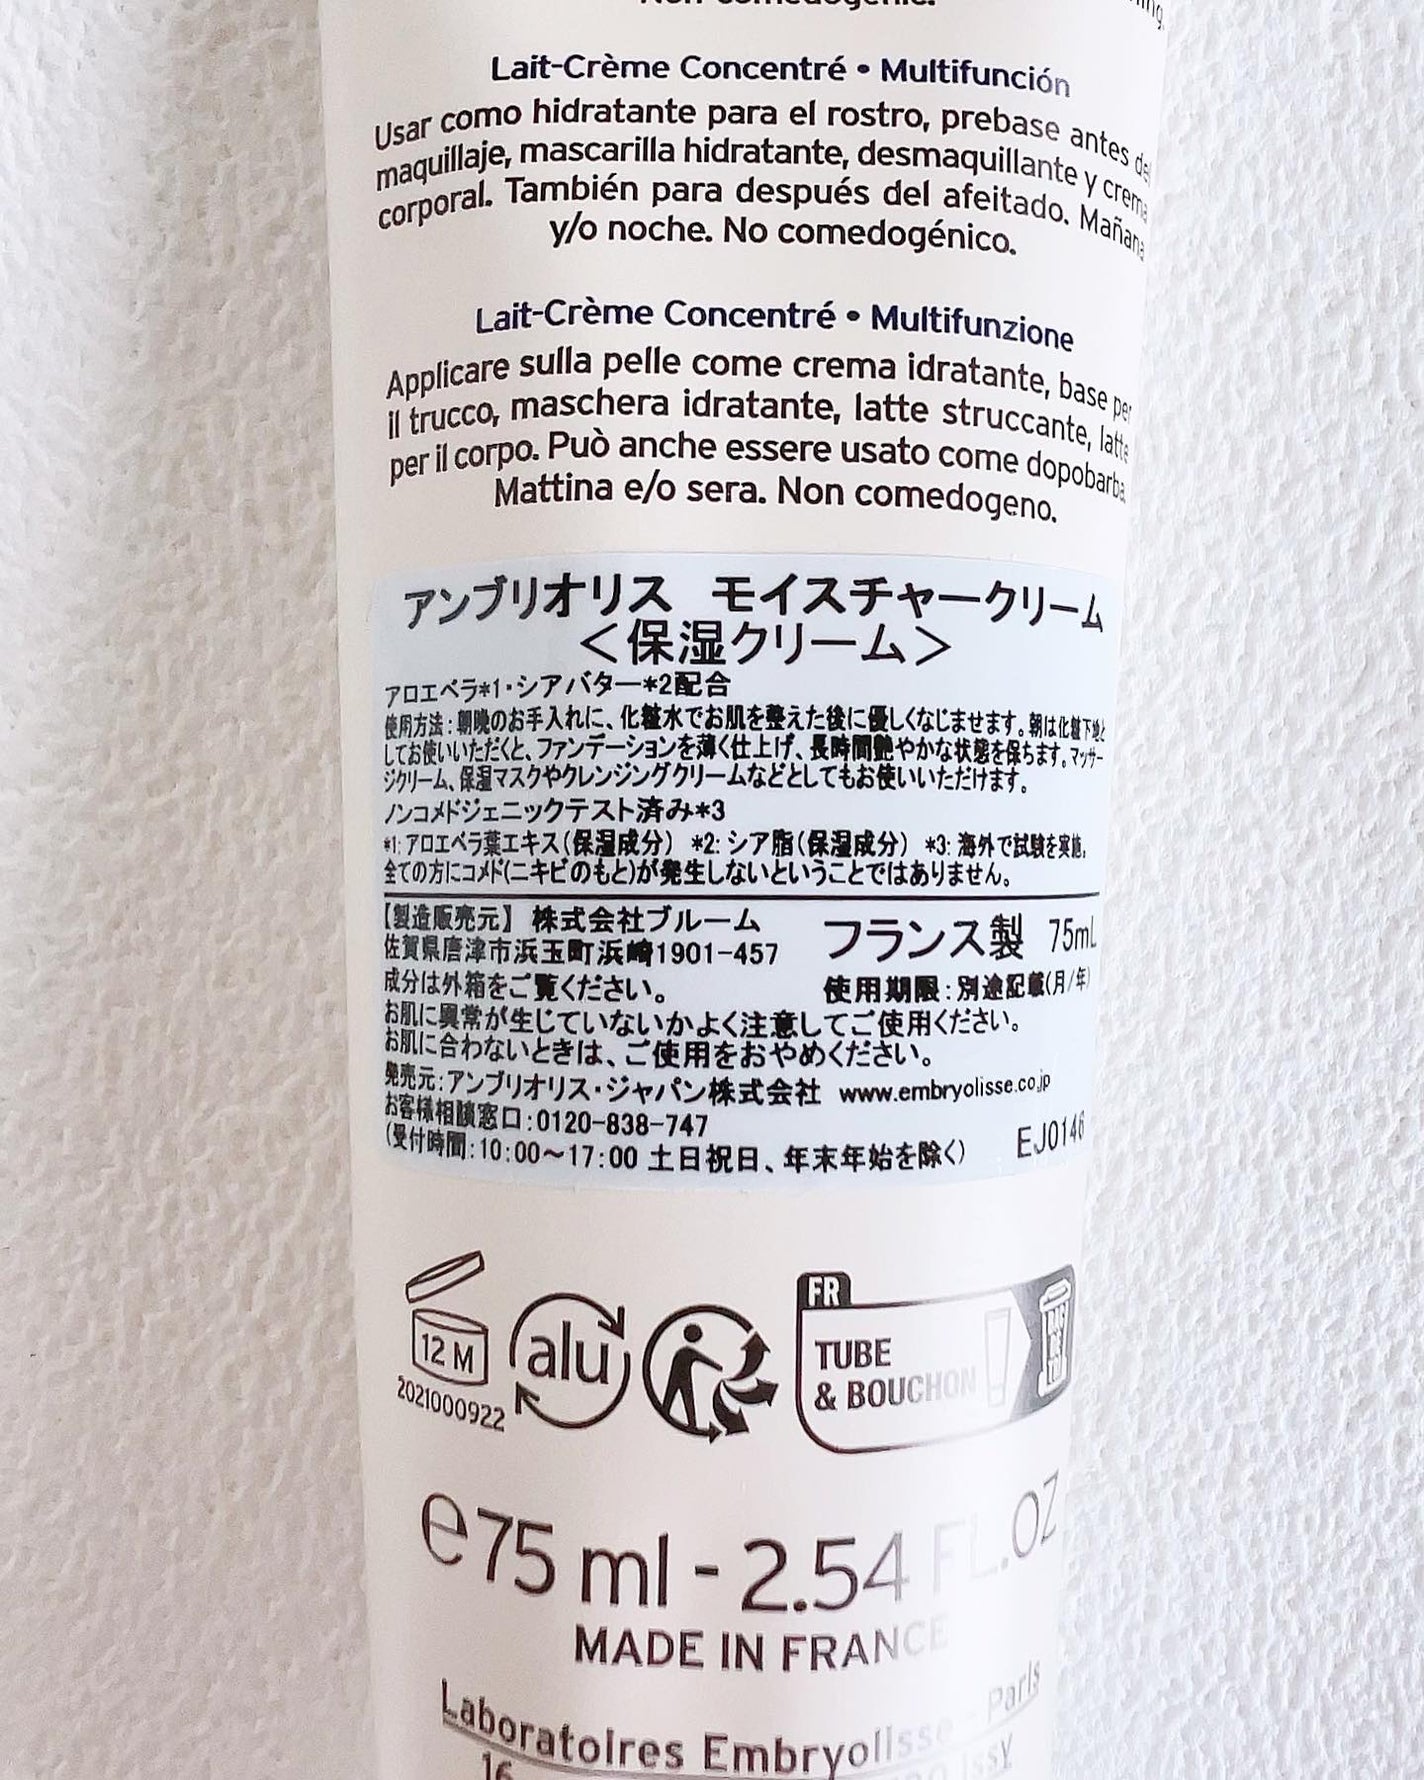 Non comedogenic.
Lait-Crème Concentré • Multifunción
Usar como hidratante para el rostro, prebase antes del
maquillaje, mascarilla hidratante, desmaquillante y crema
corporal. También para después del afeitado. Mañana
y/o noche. No comedogénico.
Lait-Crème Concentré • Multifunzione
Applicare sulla pelle come crema idratante, base per
il trucco, maschera idratante, latte struccante, latte
per il corpo. Può anche essere usato come dopobarba.
Mattina e/o sera. Non comedogeno.
アンブリオリス モイスチャークリーム
＜保湿クリーム＞
アロエベラ*1・シアバター*2配合
使用方法：朝晩のお手入れに、化粧水でお肌を整えた後に優しくなじませます。朝は化粧下地と
してお使いいただくと、ファンデーションを薄く仕上げ、長時間艶やかな状態を保ちます。マッサー
ジクリーム、保湿マスクやクレンジングクリームなどとしてもお使いいただけます。
ノンコメドジェニックテスト済み*3
*1: アロエベラ葉エキス（保湿成分） *2: シア脂（保湿成分） *3: 海外で試験を実施。
全ての方にコメド(ニキビのもと)が発生しないということではありません。
【製造販売元】 株式会社ブルーム フランス製 75mL
佐賀県唐津市浜玉町浜崎1901-457
成分は外箱をご覧ください。 使用期限：別途記載(月/年)
お肌に異常が生じていないかよく注意してご使用ください。
お肌に合わないときは、ご使用をおやめください。
発売元：アンブリオリス・ジャパン株式会社 www.embryolisse.co.jp
お客様相談窓口：0120-838-747
(受付時間：10:00～17:00 土日祝日、年末年始を除く) EJ0146
12 M
2021000922
alu
FR
TUBE
& BOUCHON
e75 ml - 2.54 FL.OZ
MADE IN FRANCE
Laboratoires Embryolisse - Paris
16
Issy